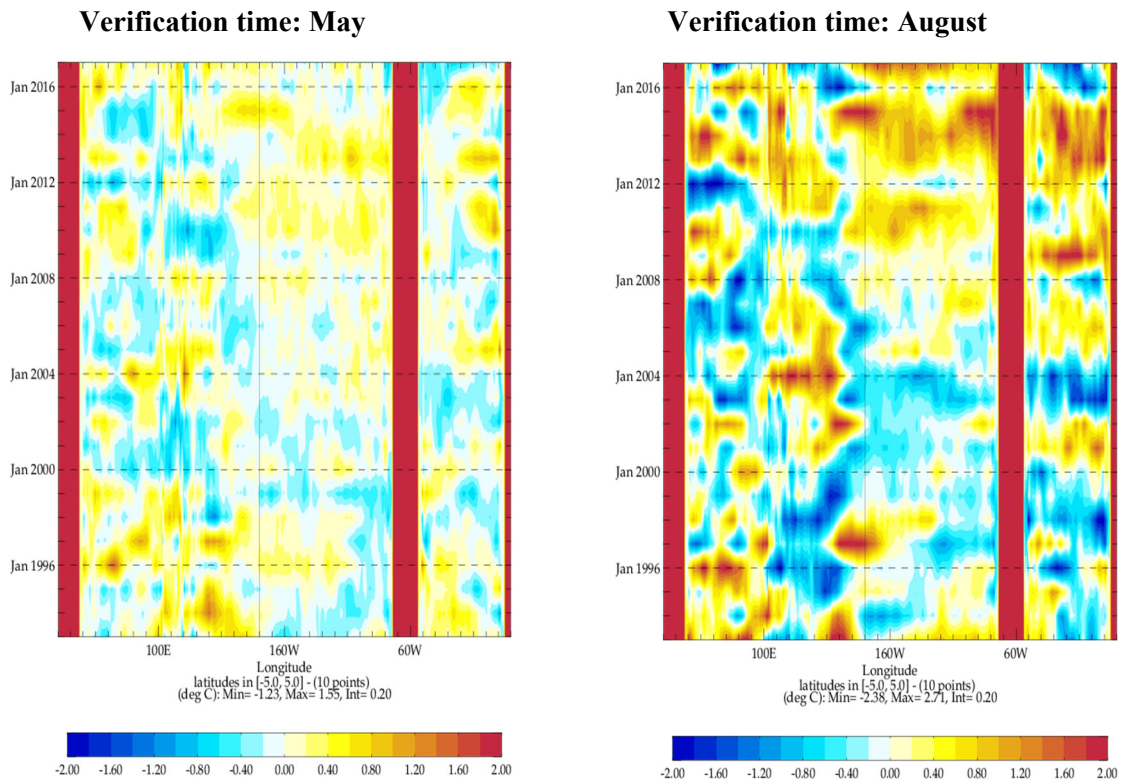 Verification time: May
Jan 2016
Jan 2012
Jan 2008
Jan 2004
Jan 2000
Jan 1996
100E 160W 60W
Longitude
latitudes in [-5.0, 5.0] - (10 points)
(deg C): Min= -1.23, Max= 1.55, Int= 0.20
-2.00 -1.60 -1.20 -0.80 -0.40 0.00 0.40 0.80 1.20 1.60 2.00
Verification time: August
Jan 2016
Jan 2012
Jan 2008
Jan 2004
Jan 2000
Jan 1996
100E 160W 60W
Longitude
latitudes in [-5.0, 5.0] - (10 points)
(deg C): Min= -2.38, Max= 2.71, Int= 0.20
-2.00 -1.60 -1.20 -0.80 -0.40 0.00 0.40 0.80 1.20 1.60 2.00